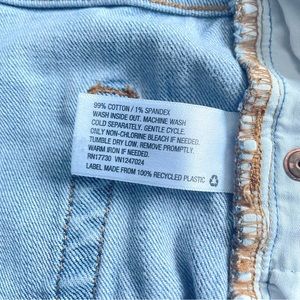 99% COTTON / 1% SPANDEX
WASH INSIDE OUT. MACHINE WASH
COLD SEPARATELY. GENTLE CYCLE.
ONLY NON-CHLORINE BLEACH IF NEEDED.
TUMBLE DRY LOW. REMOVE PROMPTLY.
WARM IRON IF NEEDED.
RN17730 VN1247024
LABEL MADE FROM 100% RECYCLED PLASTIC